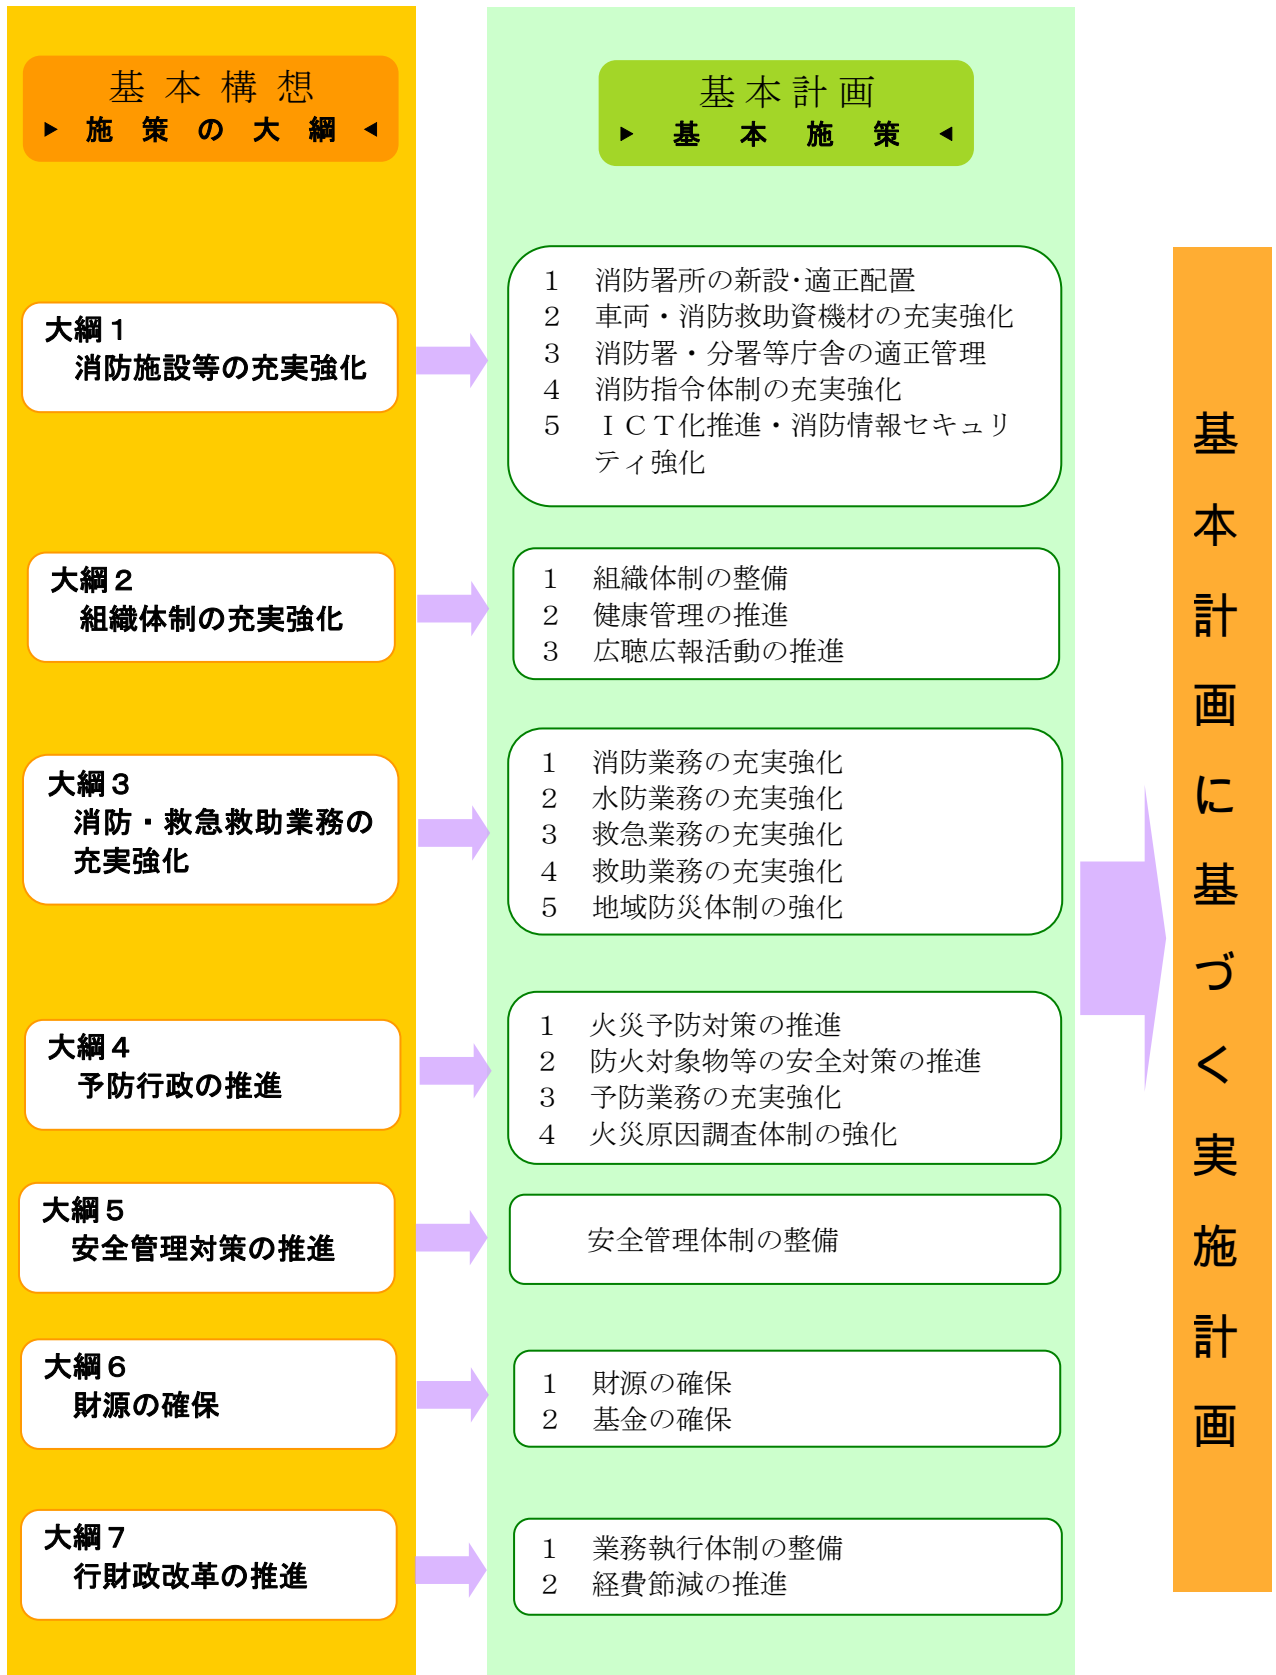 基本構想
▶ 施策の大綱 ◀
基本計画
▶ 基本施策 ◀
大綱１
消防施設等の充実強化
１ 消防署所の新設・適正配置
２ 車両・消防救助資機材の充実強化
３ 消防署・分署等庁舎の適正管理
４ 消防指令体制の充実強化
５ ＩＣＴ化推進・消防情報セキュリ
ティ強化
大綱２
組織体制の充実強化
１ 組織体制の整備
２ 健康管理の推進
３ 広聴広報活動の推進
大綱３
消防・救急救助業務の
充実強化
１ 消防業務の充実強化
２ 水防業務の充実強化
３ 救急業務の充実強化
４ 救助業務の充実強化
５ 地域防災体制の強化
大綱４
予防行政の推進
１ 火災予防対策の推進
２ 防火対象物等の安全対策の推進
３ 予防業務の充実強化
４ 火災原因調査体制の強化
大綱５
安全管理対策の推進
安全管理体制の整備
大綱６
財源の確保
１ 財源の確保
２ 基金の確保
大綱７
行財政改革の推進
１ 業務執行体制の整備
２ 経費節減の推進
基本計画に基づく実施計画